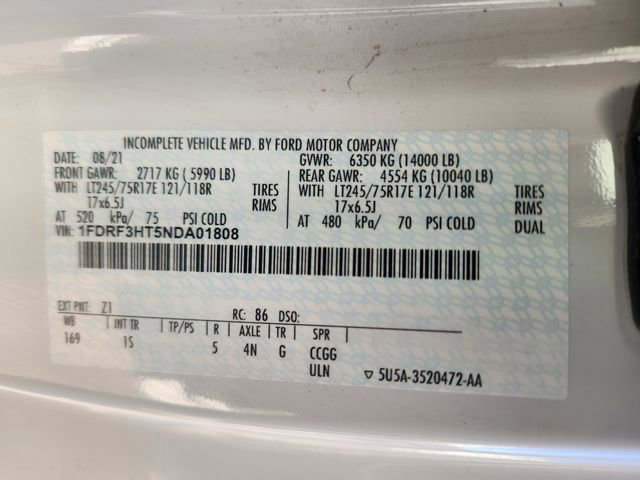 INCOMPLETE VEHICLE MFD. BY FORD MOTOR COMPANY
DATE: 08/21 GVWR: 6350 KG (14000 LB)
FRONT GAWR: 2717 KG ( 5990 LB) REAR GAWR: 4554 KG (10040 LB)
WITH LT245/75R17E 121/118R TIRES WITH LT245/75R17E 121/118R TIRES
17x6.5J RIMS 17x6.5J RIMS
AT 520 kPa/ 75 PSI COLD AT 480 kPa/ 70 PSI COLD DUAL
VIN: 1FDRF3HT5NDA01808
EXT PNT: Z1 RC: 86 DSO:
WB INT TR TP/PS R AXLE TR SPR
169 1S 5 4N G CCGG
ULN ▽ 5U5A-3520472-AA